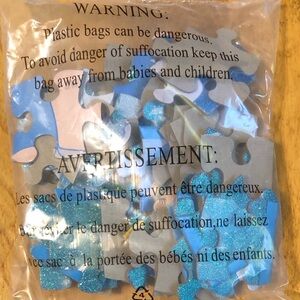 WARNING:
Plastic bags can be dangerous.
To avoid danger of suffocation keep this
bag away from babies and children.
AVERTISSEMENT:
Les sacs de plastique peuvent être dangereux.
le danger de suffocation,ne laissez
ce sac à la portée des bébés ni des enfants.